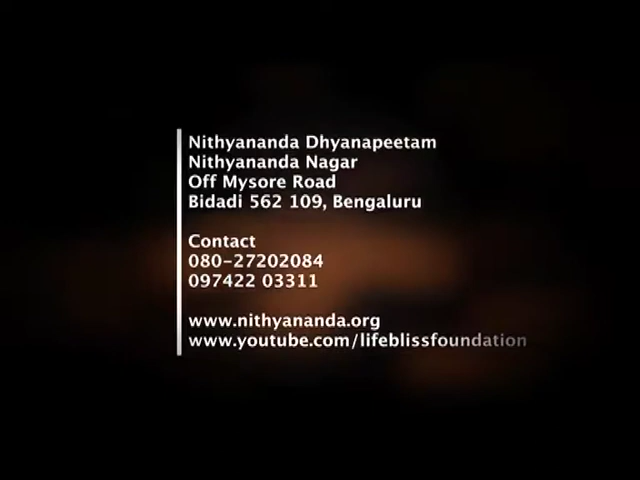 Nithyananda Dhyanapeetam
Nithyananda Nagar
Off Mysore Road
Bidadi 562 109, Bengaluru
Contact
080-27202084
097422 03311
www.nithyananda.org
www.youtube.com/lifeblissfoundation